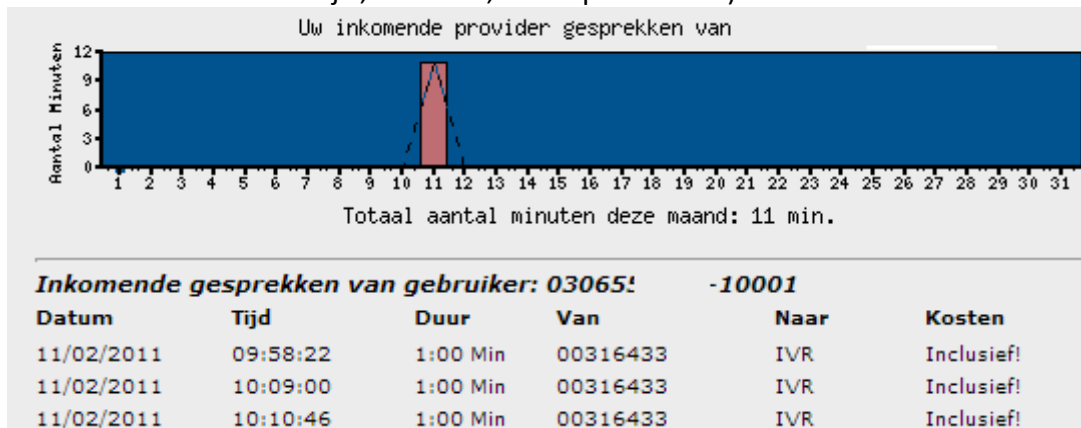 Uw inkomende provider gesprekken van
Aantal Minuten
12
9
6
3
0
1 2 3 4 5 6 7 8 9 10 11 12 13 14 15 16 17 18 19 20 21 22 23 24 25 26 27 28 29 30 31
Totaal aantal minuten deze maand: 11 min.
Inkomende gesprekken van gebruiker: 030655 -10001
Datum Tijd Duur Van Naar Kosten
11/02/2011 09:58:22 1:00 Min 00316433 IVR Inclusief!
11/02/2011 10:09:00 1:00 Min 00316433 IVR Inclusief!
11/02/2011 10:10:46 1:00 Min 00316433 IVR Inclusief!